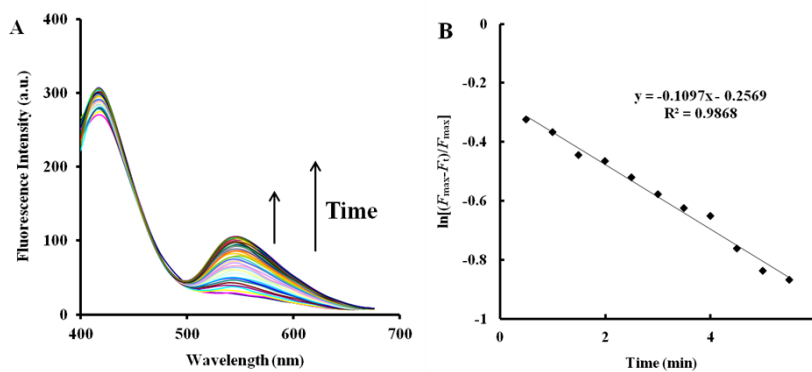 A
400
300
200
100
0
Fluorescence Intensity (a.u.)
Time
400 500 600 700
Wavelength (nm)
B
0
-0.2
-0.4
-0.6
-0.8
-1
ln[(Fmax-Ft)/Fmax]
y = -0.1097x - 0.2569
R² = 0.9868
0 2 4
Time (min)